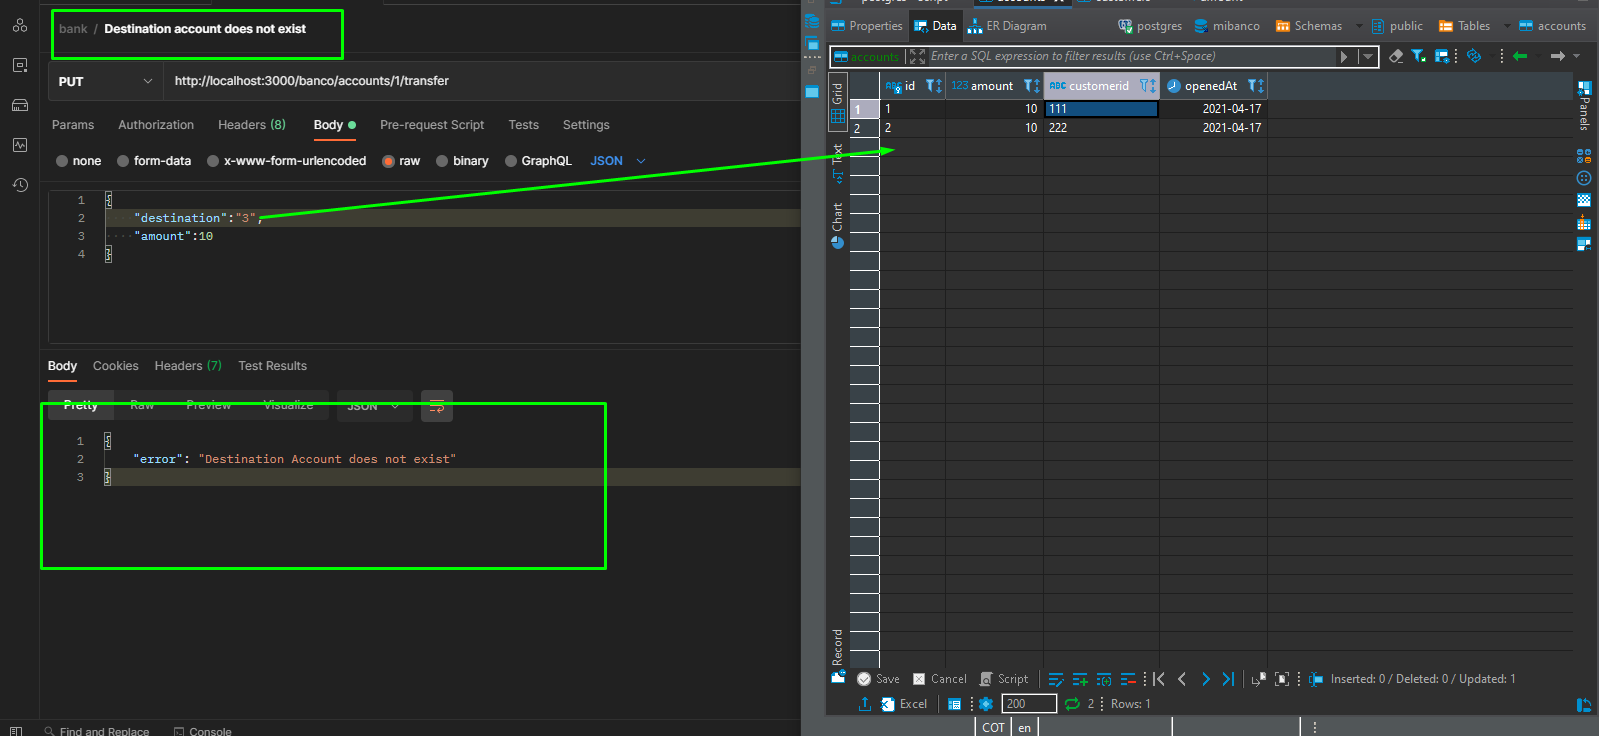 bank / Destination account does not exist
PUT
http://localhost:3000/banco/accounts/1/transfer
Params Authorization Headers (8) Body Pre-request Script Tests Settings
none form-data x-www-form-urlencoded raw binary GraphQL JSON
1 {
2 "destination":"3",
3 "amount":10
4 }
Body Cookies Headers (7) Test Results
Pretty Raw Preview Visualize JSON
1 {
2 "error": "Destination Account does not exist"
3 }
Find and Replace Console
Properties Data ER Diagram postgres mibanco Schemas public Tables accounts
accounts Enter a SQL expression to filter results (use Ctrl+Space)
Grid
Text
Chart
Record
Panels
ABC id 123 amount ABC customerid openedAt
1 1 10 111 2021-04-17
2 2 10 222 2021-04-17
Save Cancel Script Inserted: 0 / Deleted: 0 / Updated: 1
Excel 200 2 Rows: 1
COT en